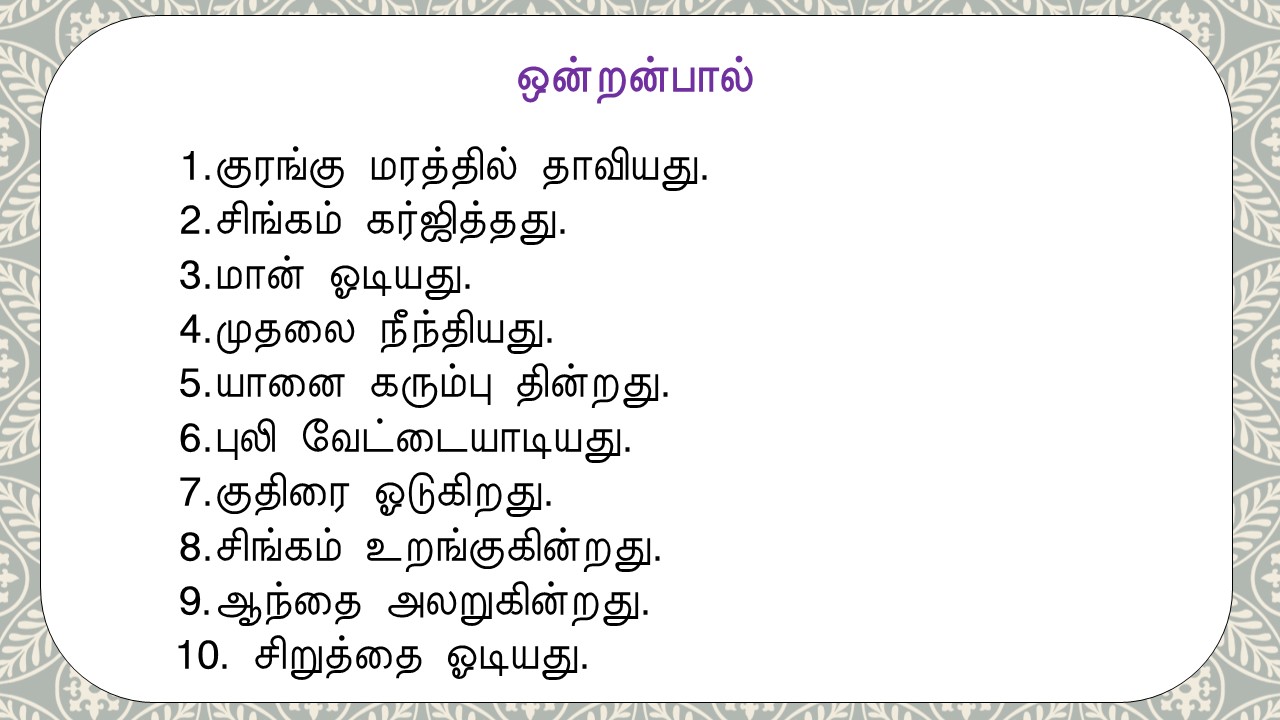 ஒன்றன்பால்
1.குரங்கு மரத்தில் தாவியது.
2.சிங்கம் கர்ஜித்தது.
3.மான் ஓடியது.
4.முதலை நீந்தியது.
5.யானை கரும்பு தின்றது.
6.புலி வேட்டையாடியது.
7.குதிரை ஓடுகிறது.
8.சிங்கம் உறங்குகின்றது.
9.ஆந்தை அலறுகின்றது.
10. சிறுத்தை ஓடியது.